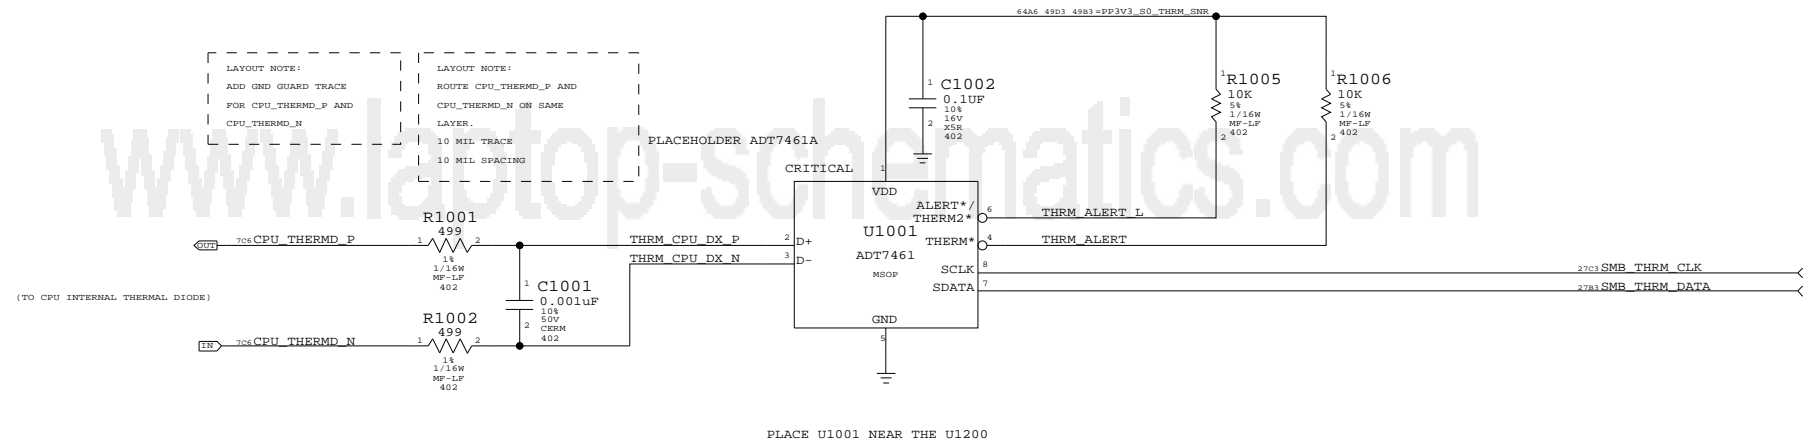 64A6 49D3 49B3 =PP3V3_S0_THRM_SNR
LAYOUT NOTE:
ADD GND GUARD TRACE
FOR CPU_THERMD_P AND
CPU_THERMD_N
LAYOUT NOTE:
ROUTE CPU_THERMD_P AND
CPU_THERMD_N ON SAME
LAYER.
10 MIL TRACE
10 MIL SPACING
www.laptop-schematics.com
PLACEHOLDER ADT7461A
1
C1002
0.1UF
10%
16V
X5R
402
2
1
R1005
10K
5%
1/16W
MF-LF
402
2
1
R1006
10K
5%
1/16W
MF-LF
402
2
CRITICAL
1
VDD
ALERT*/
THERM2*
6
THRM_ALERT_L
U1001
THERM*
4
THRM_ALERT
ADT7461
MSOP
SCLK
8
27C3 SMB_THRM_CLK
SDATA
7
27B3 SMB_THRM_DATA
GND
5
2
D+
3
D-
OUT
7C6 CPU_THERMD_P
R1001
499
1
2
1%
1/16W
MF-LF
402
THRM_CPU_DX_P
THRM_CPU_DX_N
(TO CPU INTERNAL THERMAL DIODE)
1
C1001
0.001uF
10%
50V
CERM
402
2
IN
7C6 CPU_THERMD_N
R1002
499
1
2
1%
1/16W
MF-LF
402
PLACE U1001 NEAR THE U1200